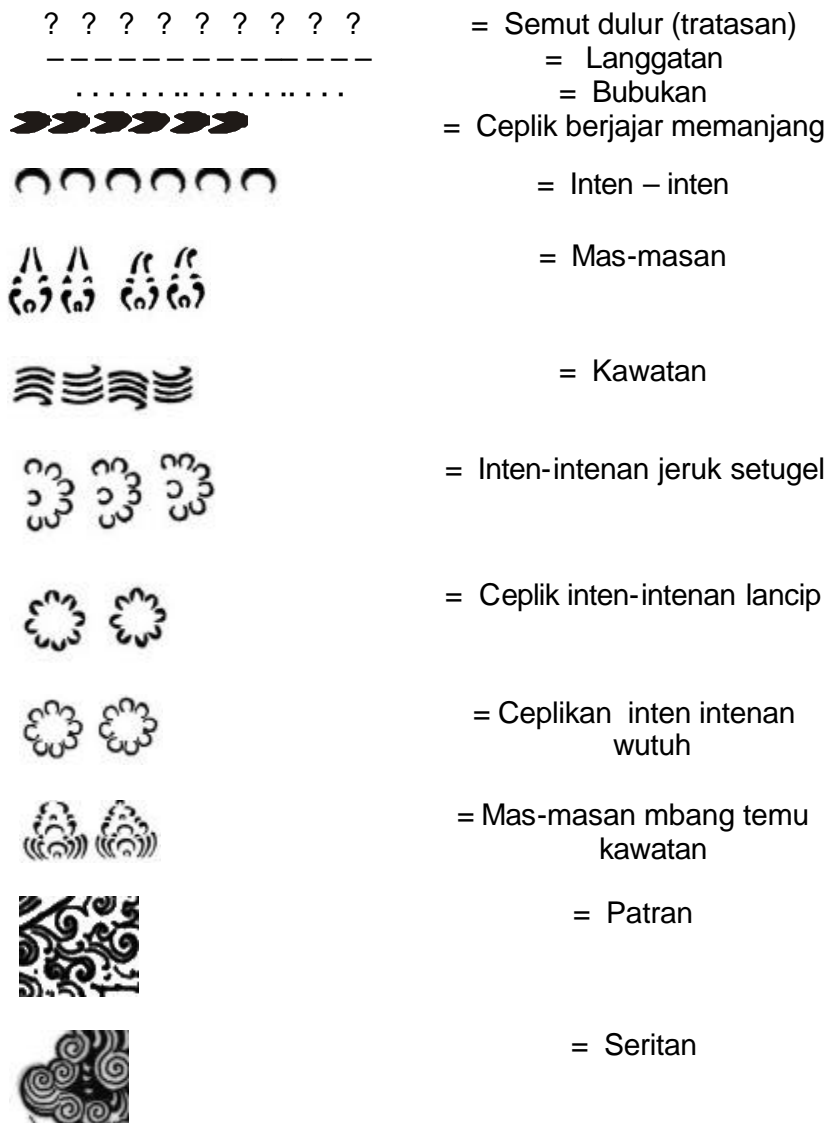 ? ? ? ? ? ? ? ? ? = Semut dulur (tratasan)
– – – – – – – – – – – – – – = Langgatan
. . . . . . .. . . . . . .. . . . = Bubukan
= Ceplik berjajar memanjang
= Inten – inten
= Mas-masan
= Kawatan
= Inten-intenan jeruk setugel
= Ceplik inten-intenan lancip
= Ceplikan inten intenan
wutuh
= Mas-masan mbang temu
kawatan
= Patran
= Seritan